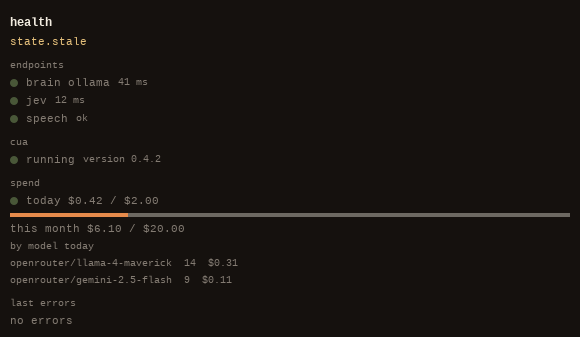 health
state.stale
endpoints
brain ollama 41 ms
jev 12 ms
speech ok
cua
running version 0.4.2
spend
today $0.42 / $2.00
this month $6.10 / $20.00
by model today
openrouter/llama-4-maverick 14 $0.31
openrouter/gemini-2.5-flash 9 $0.11
last errors
no errors